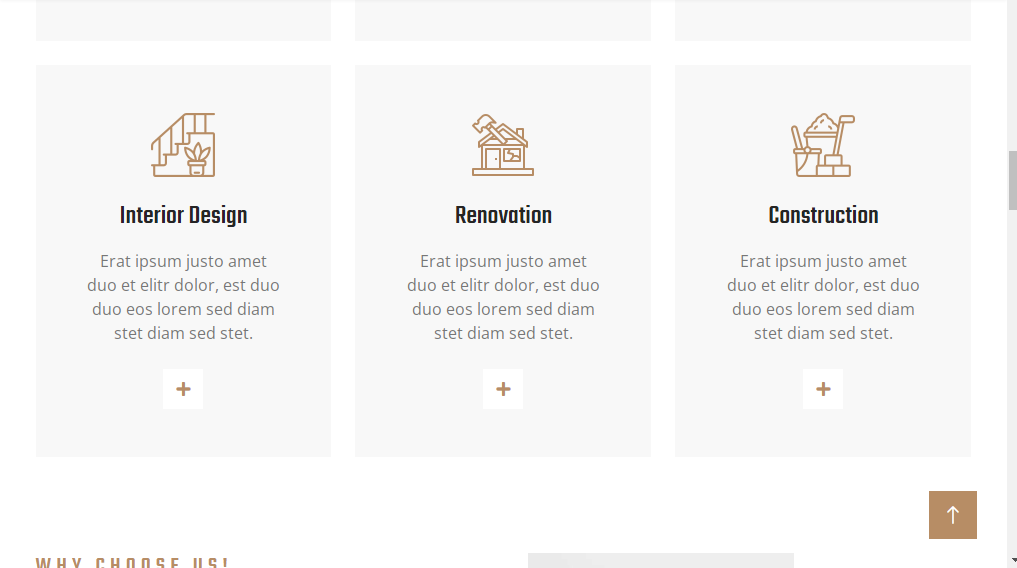 Interior Design
Erat ipsum justo amet
duo et elitr dolor, est duo
duo eos lorem sed diam
stet diam sed stet.
Renovation
Erat ipsum justo amet
duo et elitr dolor, est duo
duo eos lorem sed diam
stet diam sed stet.
Construction
Erat ipsum justo amet
duo et elitr dolor, est duo
duo eos lorem sed diam
stet diam sed stet.
WHY CHOOSE US!